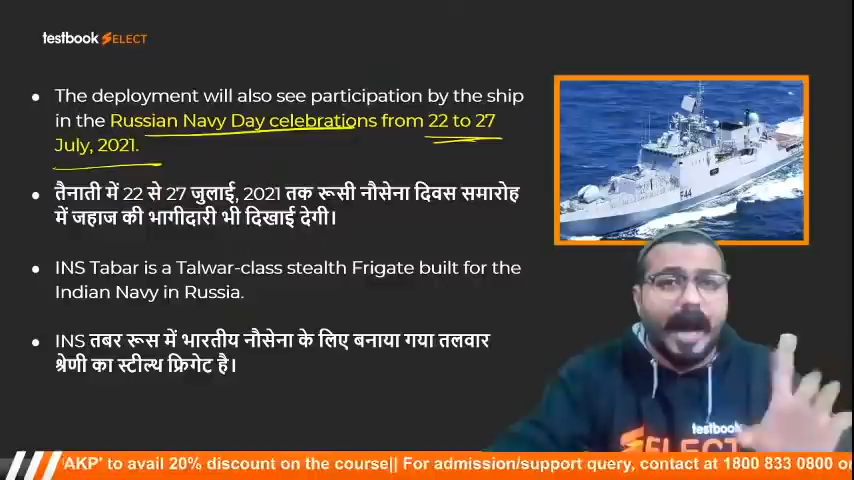 testbook SELECT
The deployment will also see participation by the ship
in the Russian Navy Day celebrations from 22 to 27
July, 2021.
तैनाती में 22 से 27 जुलाई, 2021 तक रूसी नौसेना दिवस समारोह
में जहाज की भागीदारी भी दिखाई देगी।
INS Tabar is a Talwar-class stealth Frigate built for the
Indian Navy in Russia.
INS तबर रूस में भारतीय नौसेना के लिए बनाया गया तलवार
श्रेणी का स्टील्थ फ्रिगेट है।
F44
testbook
SELECT
'AKP' to avail 20% discount on the course|| For admission/support query, contact at 1800 833 0800 or